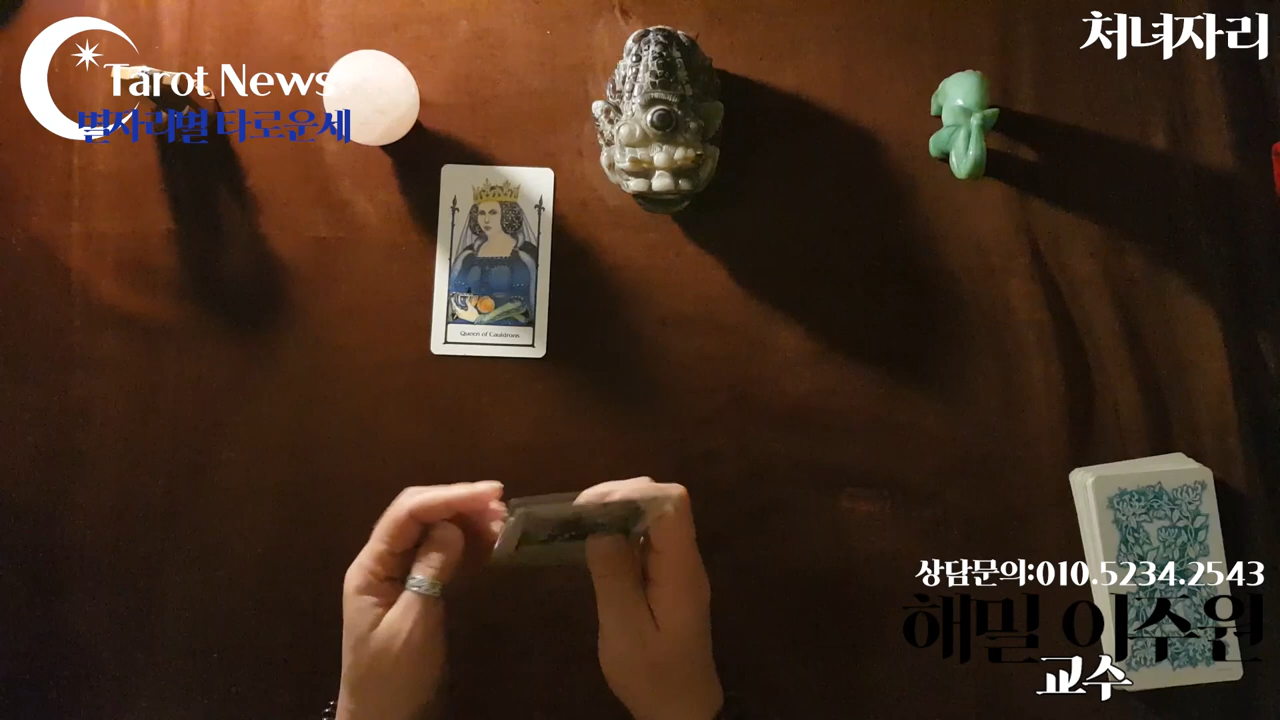 처녀자리
Tarot News
별자리별 타로운세
Queen of Cauldrons
상담문의:010.5234.2543
해밀 이주원
교수